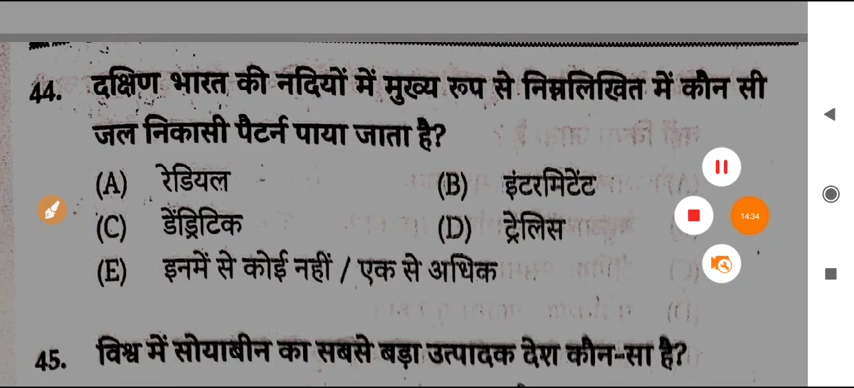 44. दक्षिण भारत की नदियों में मुख्य रूप से निम्नलिखित में कौन सी
जल निकासी पैटर्न पाया जाता है?
(A) रेडियल (B) इंटरमिटेंट
(C) डेंड्रिटिक (D) ट्रेलिस
(E) इनमें से कोई नहीं / एक से अधिक
14:34
45. विश्व में सोयाबीन का सबसे बड़ा उत्पादक देश कौन-सा है?